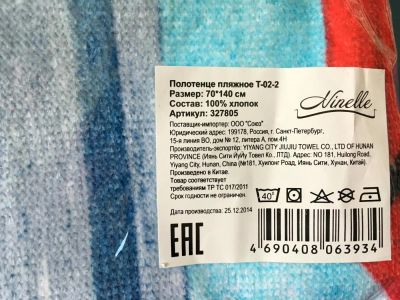 Полотенце пляжное Т-02-2
Размер: 70*140 см
Состав: 100% хлопок
Артикул: 327805
Ninelle
Поставщик-импортер: ООО "Союз"
Юридический адрес: 199178, Россия, г. Санкт-Петербург,
15-я линия ВО, дом № 12, литера А, пом.4Н
Производитель-экспортёр: YIYANG CITY JIUJIU TOWEL CO., LTD OF HUNAN
PROVINCE (Иянь Сити ИуИу Товел Ко., ЛТД). Адрес: NO 181, Huilong Road,
Yiyang City, Hunan, China (№181, Хуилонг Роад, Иянь Сити, Хунан, Китай).
Произведено в Китае.
Товар соответствует
требованиям ТР ТС 017/2011
Срок годности не ограничен.
40°
Дата производства: 25.12.2014
EAC
4 690408 063934